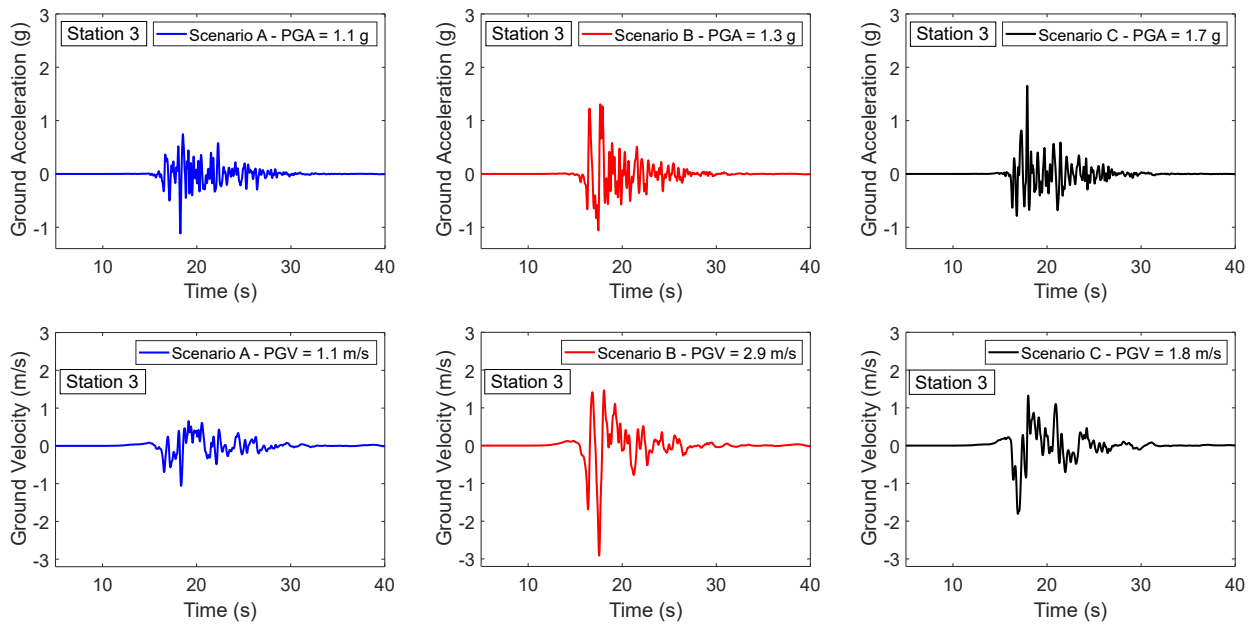 Station 3
Scenario A - PGA = 1.1 g
Ground Acceleration (g)
3
2
1
0
-1
10
20
30
40
Time (s)
Station 3
Scenario B - PGA = 1.3 g
Ground Acceleration (g)
3
2
1
0
-1
10
20
30
40
Time (s)
Station 3
Scenario C - PGA = 1.7 g
Ground Acceleration (g)
3
2
1
0
-1
10
20
30
40
Time (s)
Scenario A - PGV = 1.1 m/s
Station 3
Ground Velocity (m/s)
3
2
1
0
-1
-2
-3
10
20
30
40
Time (s)
Scenario B - PGV = 2.9 m/s
Station 3
Ground Velocity (m/s)
3
2
1
0
-1
-2
-3
10
20
30
40
Time (s)
Scenario C - PGV = 1.8 m/s
Station 3
Ground Velocity (m/s)
3
2
1
0
-1
-2
-3
10
20
30
40
Time (s)